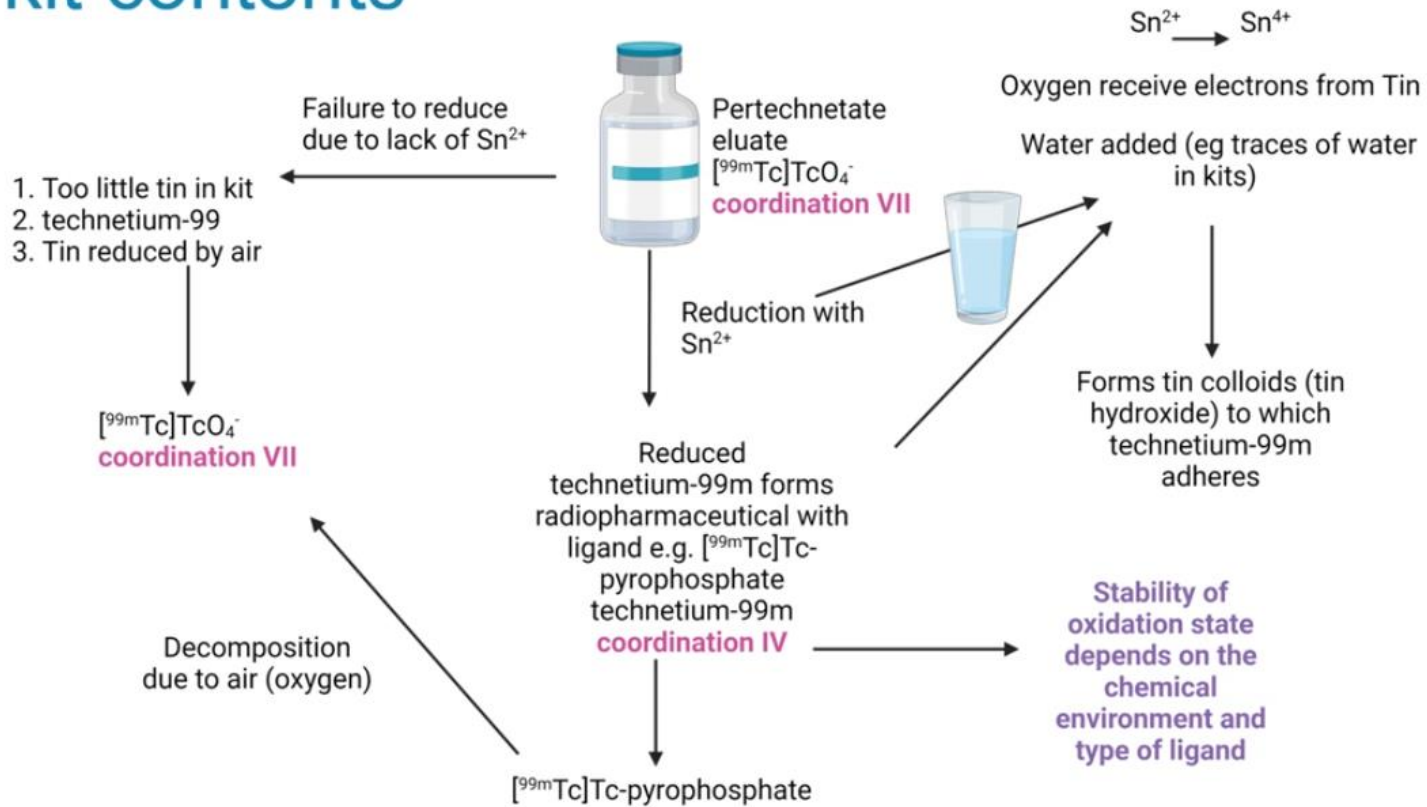 kit contents
Sn²⁺ → Sn⁴⁺
Oxygen receive electrons from Tin
Water added (eg traces of water
in kits)
Failure to reduce
due to lack of Sn²⁺
Pertechnetate
eluate
[⁹⁹ᵐTc]TcO₄⁻
coordination VII
1. Too little tin in kit
2. technetium-99
3. Tin reduced by air
Reduction with
Sn²⁺
[⁹⁹ᵐTc]TcO₄⁻
coordination VII
Reduced
technetium-99m forms
radiopharmaceutical with
ligand e.g. [⁹⁹ᵐTc]Tc-
pyrophosphate
technetium-99m
coordination IV
Forms tin colloids (tin
hydroxide) to which
technetium-99m
adheres
Stability of
oxidation state
depends on the
chemical
environment and
type of ligand
Decomposition
due to air (oxygen)
[⁹⁹ᵐTc]Tc-pyrophosphate